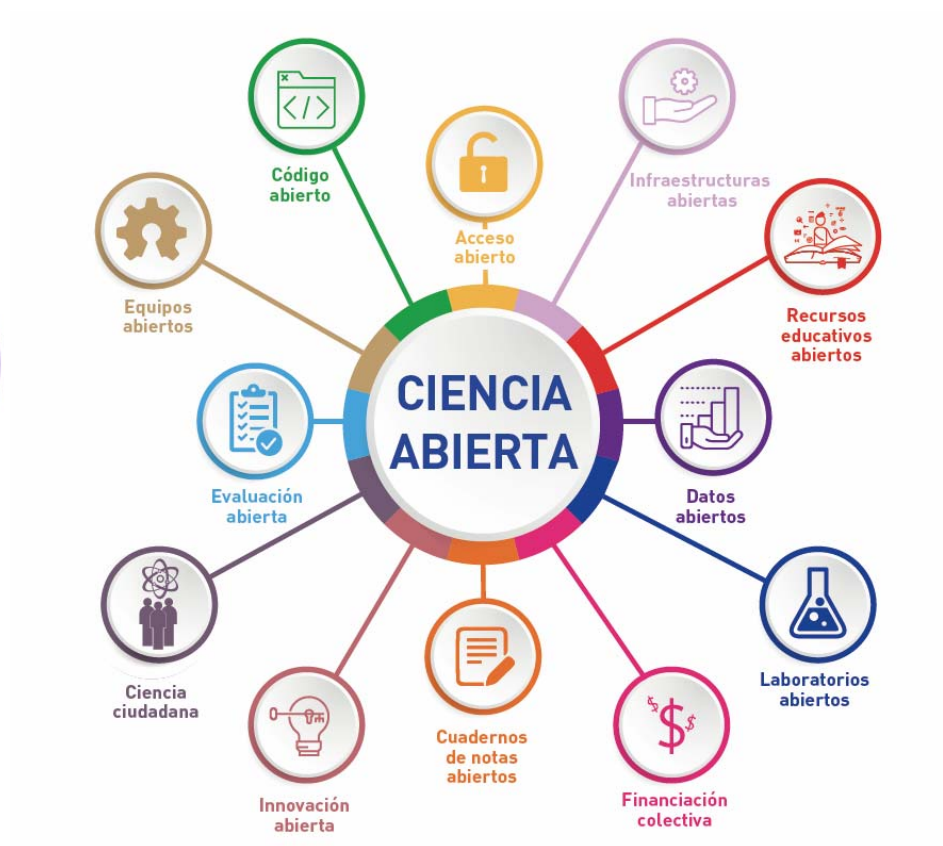 Código
abierto
Acceso
abierto
Infraestructuras
abiertas
Equipos
abiertos
Recursos
educativos
abiertos
CIENCIA
ABIERTA
Evaluación
abierta
Datos
abiertos
Ciencia
ciudadana
Laboratorios
abiertos
Innovación
abierta
Cuadernos
de notas
abiertos
Financiación
colectiva